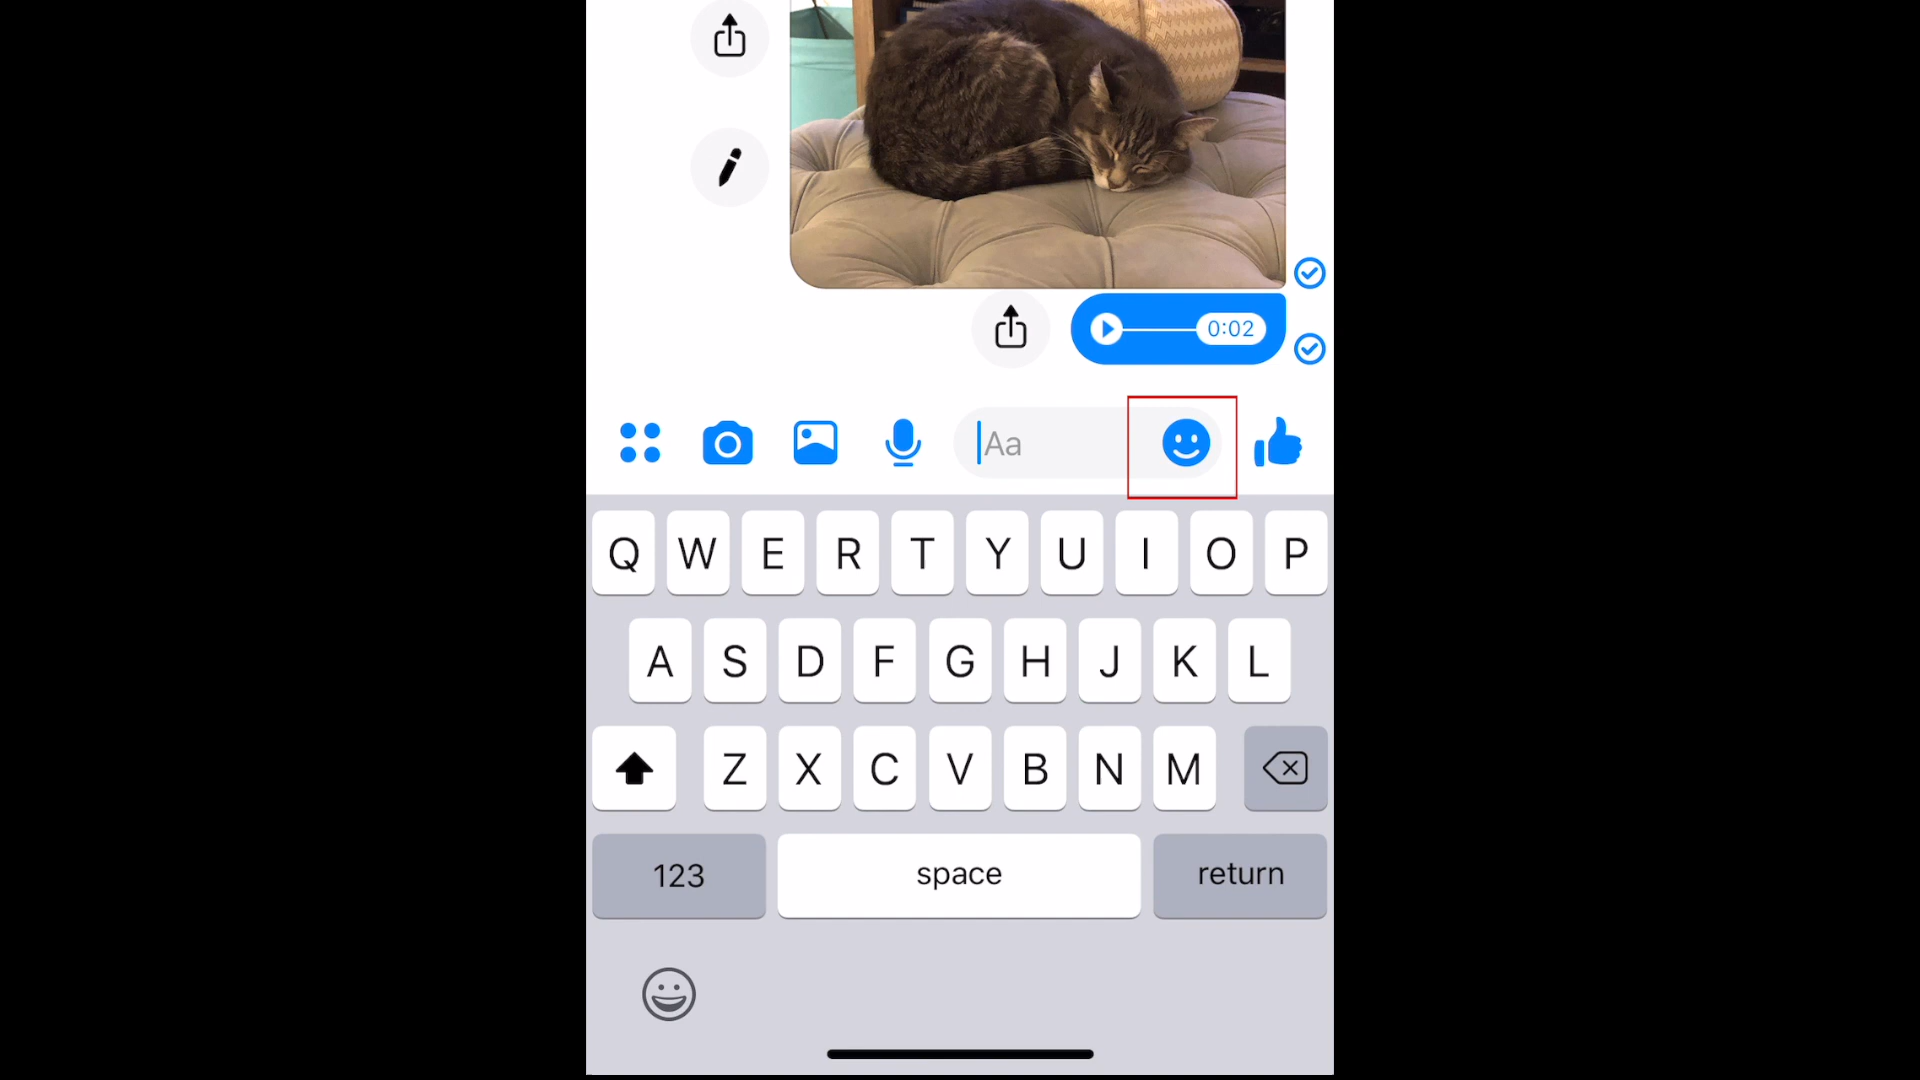 0:02
Aa
Q W E R T Y U I O P
A S D F G H J K L
Z X C V B N M
123 space return